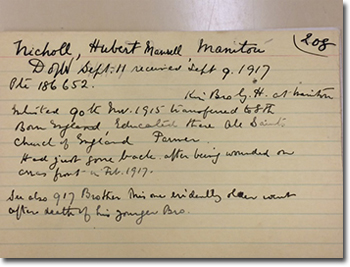 Nicholl, Hubert Maxwell Manitou 208
D of W Sept. 11 received Sept 9. 1917
Pte 186652.
Kin Bro G. H. at Manitou
Enlisted 90th Nov. 1915 transferred to 8th
Born England, Educated there All Saints
Church of England Farmer.
Had just gone back after being wounded on
Arras front in Feb. 1917.
See also 917 Brother this one evidently older went
after death of his younger Bro.